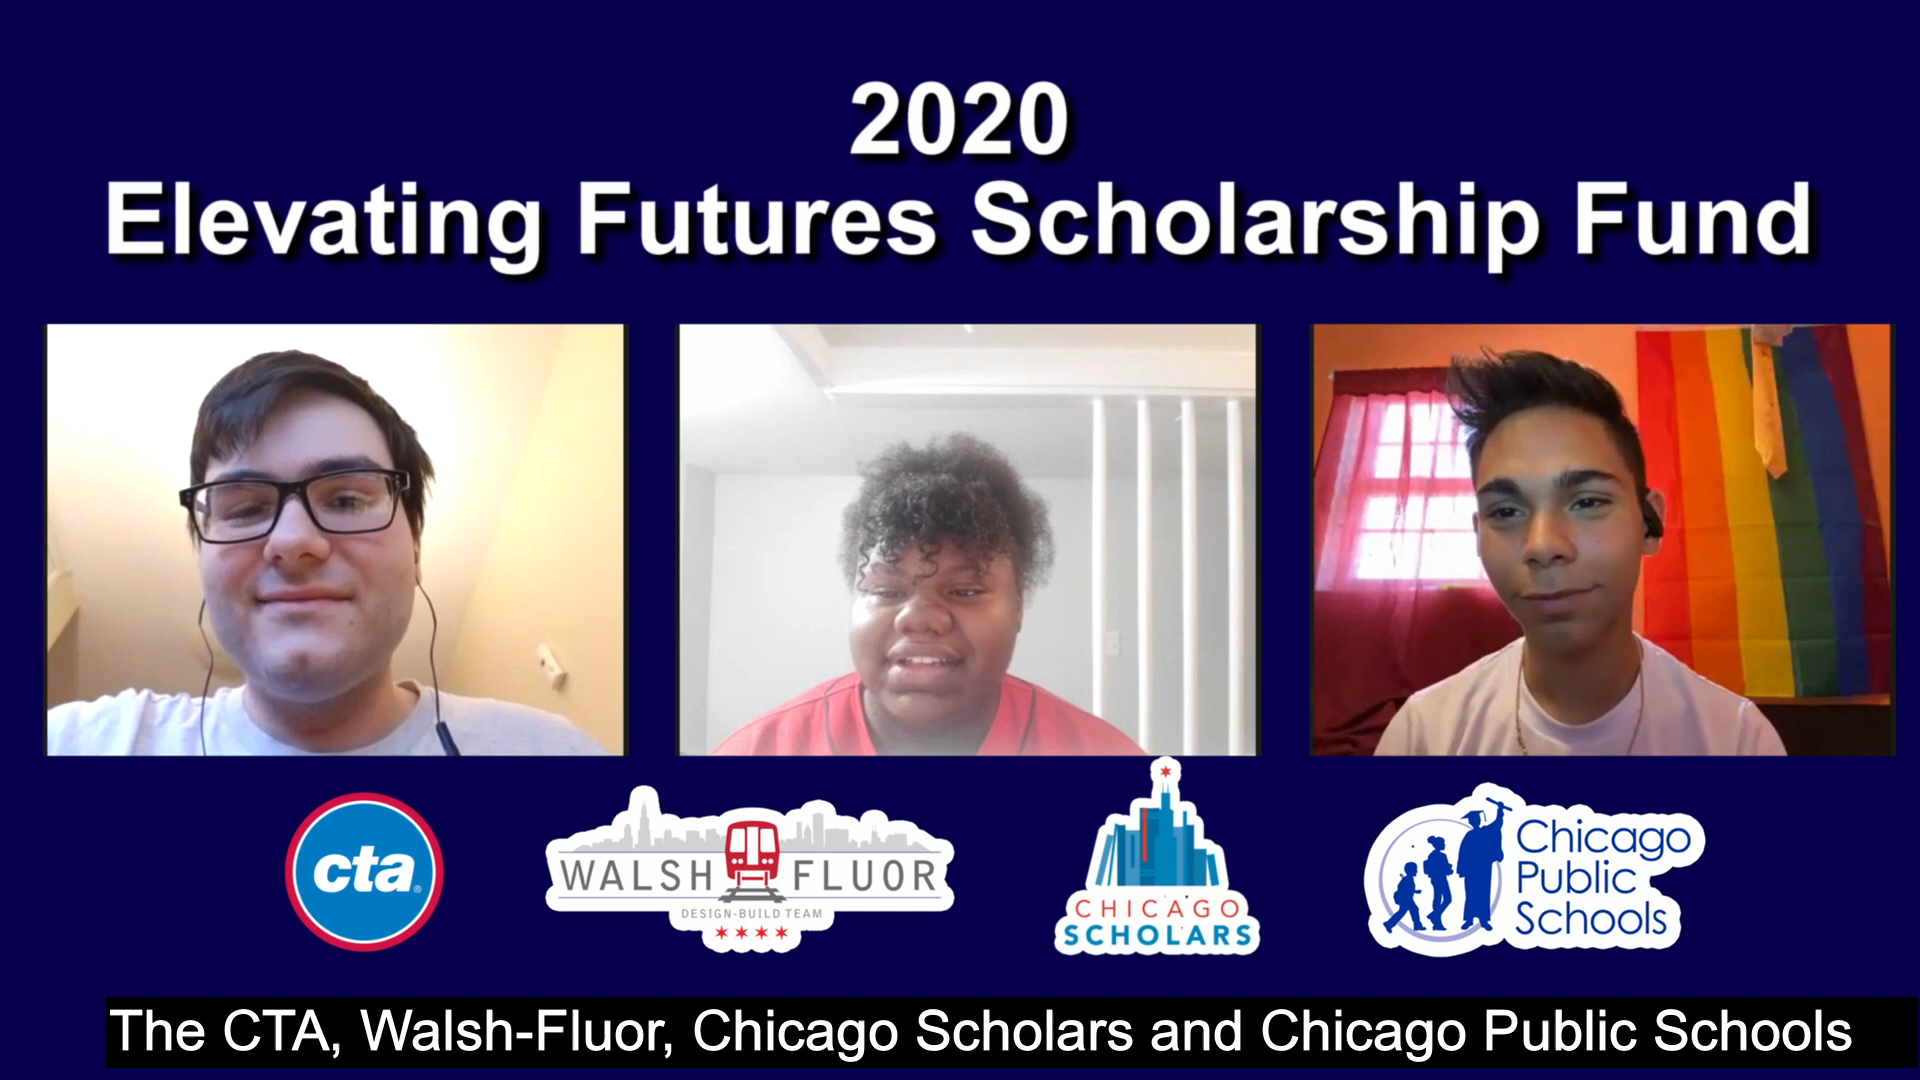 2020
Elevating Futures Scholarship Fund
cta®
WALSH FLUOR
DESIGN-BUILD TEAM
CHICAGO
SCHOLARS
Chicago
Public
Schools
The CTA, Walsh-Fluor, Chicago Scholars and Chicago Public Schools